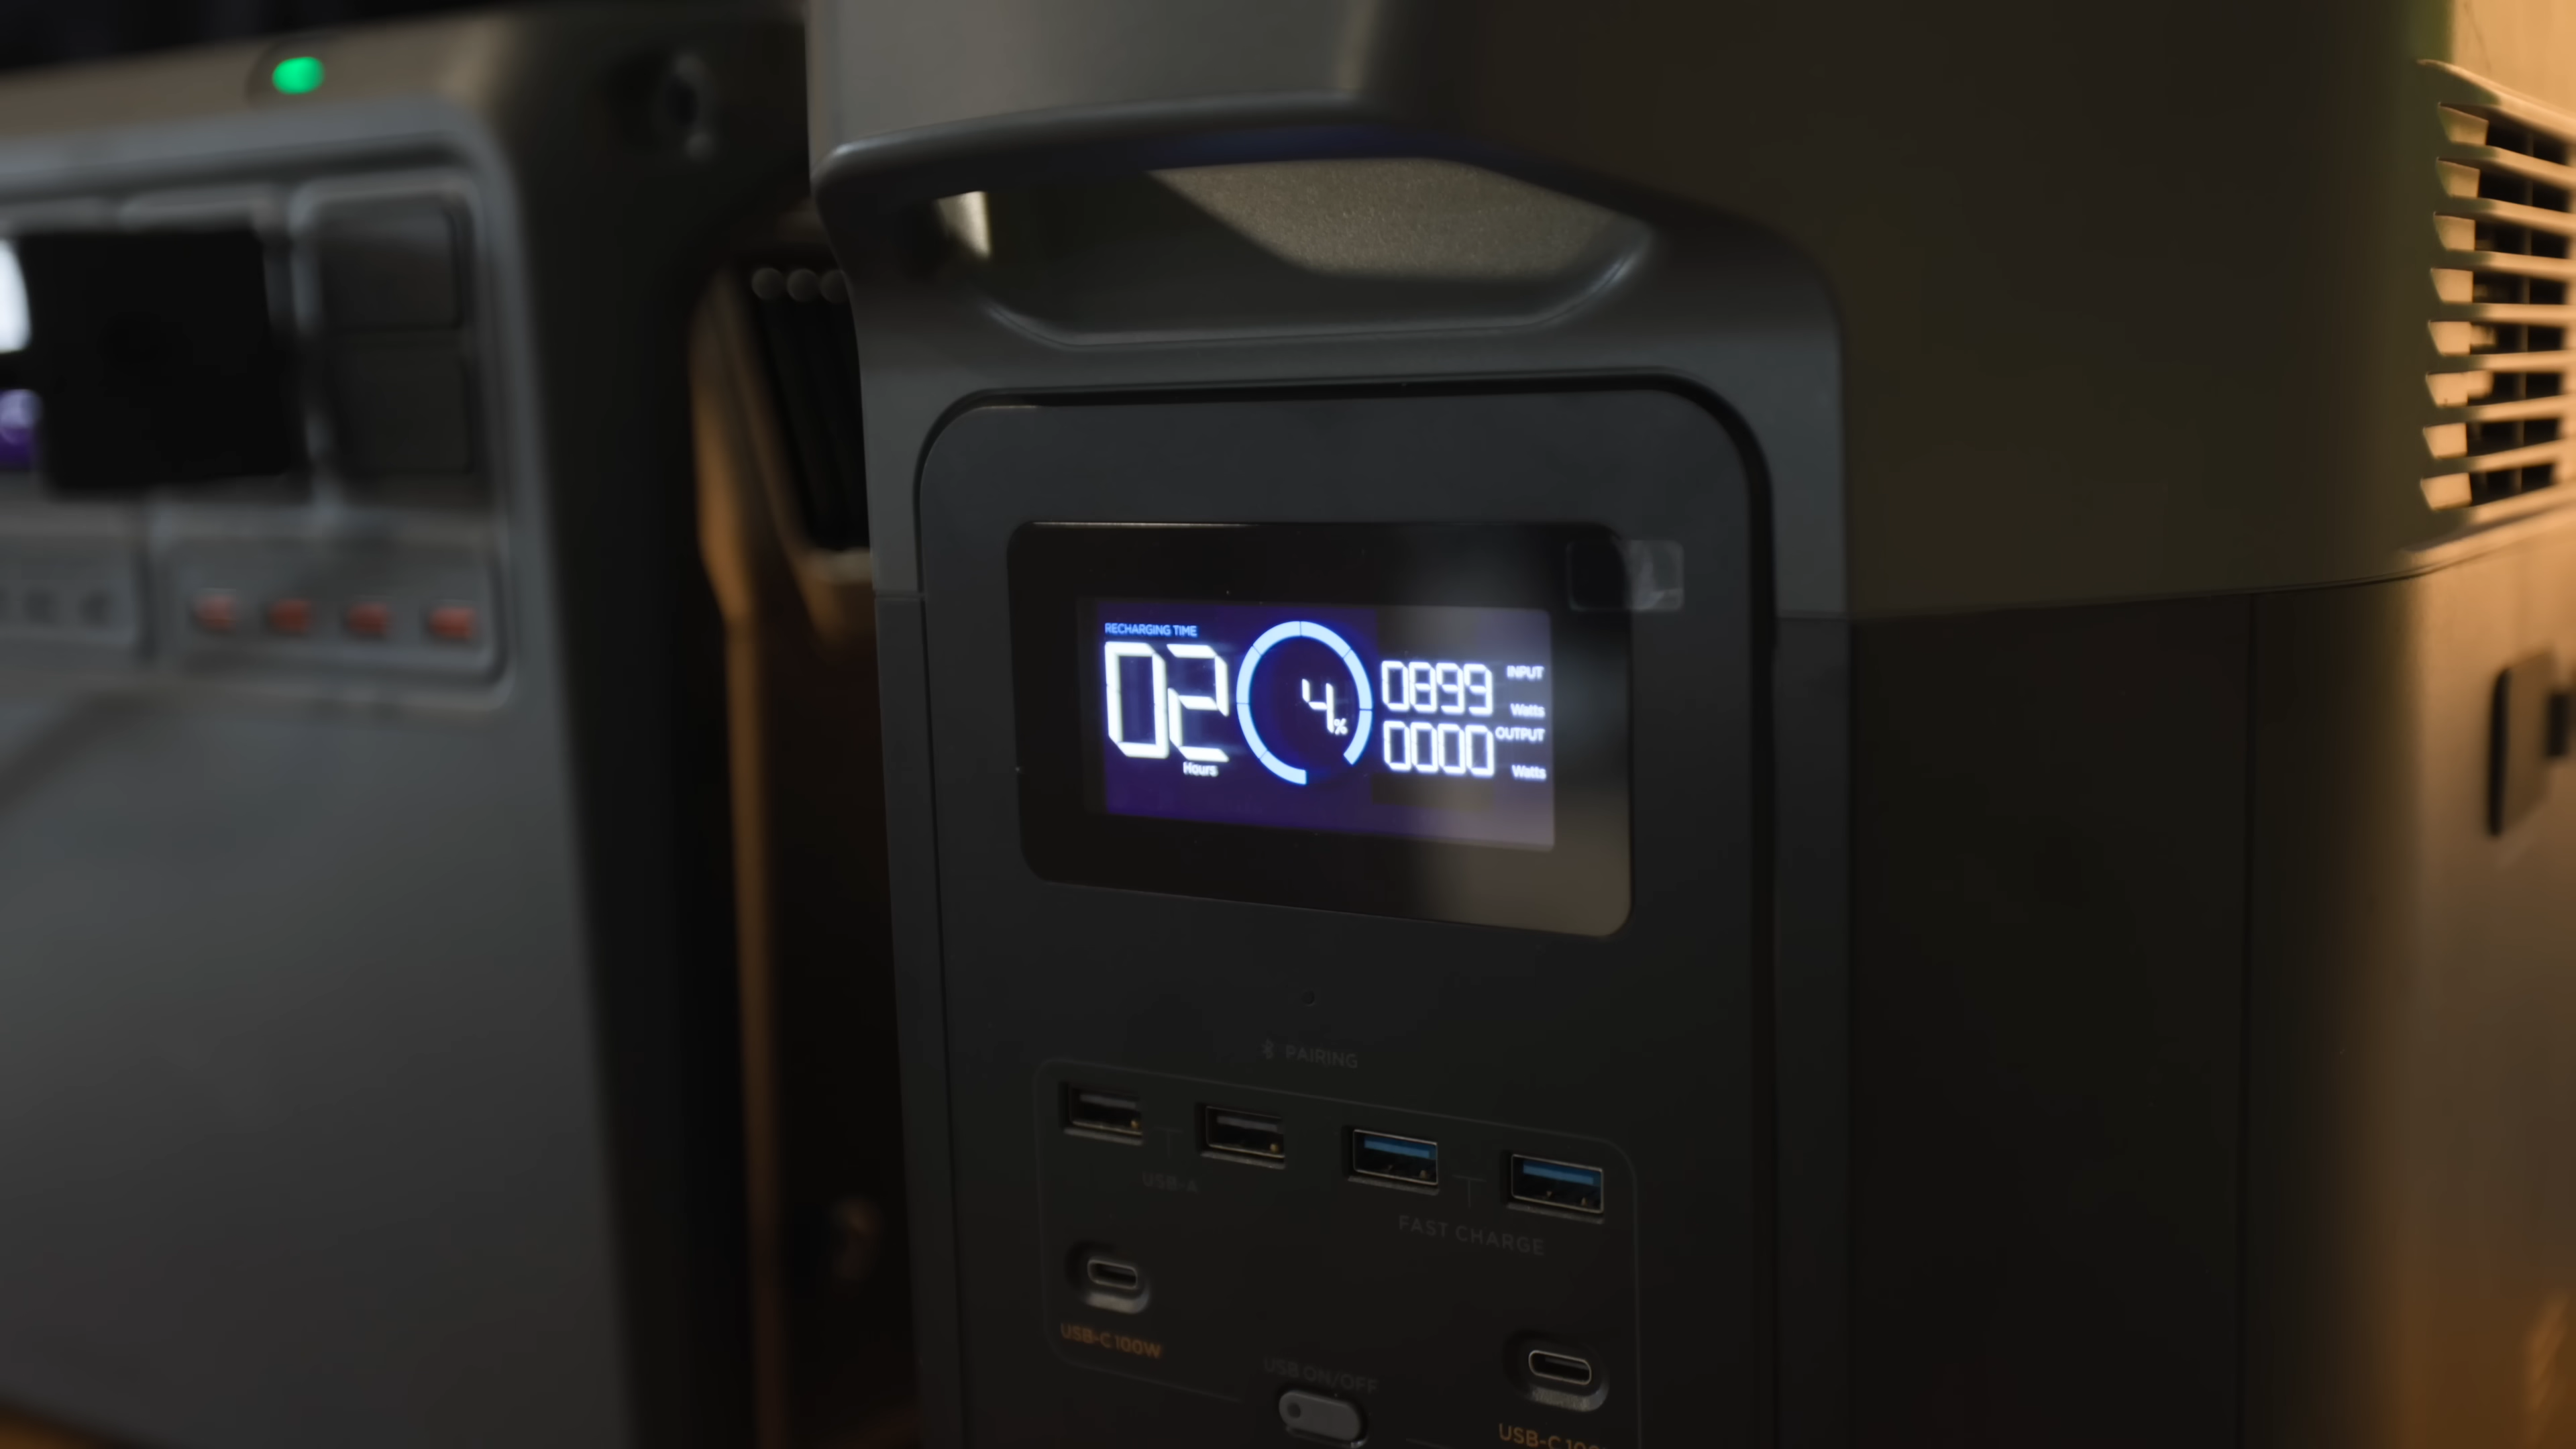 RECHARGING TIME
02
Hours
4%
0899 INPUT
Watts
0000 OUTPUT
Watts
PAIRING
USB-A
FAST CHARGE
USB-C 100W
USB ON/OFF
USB-C